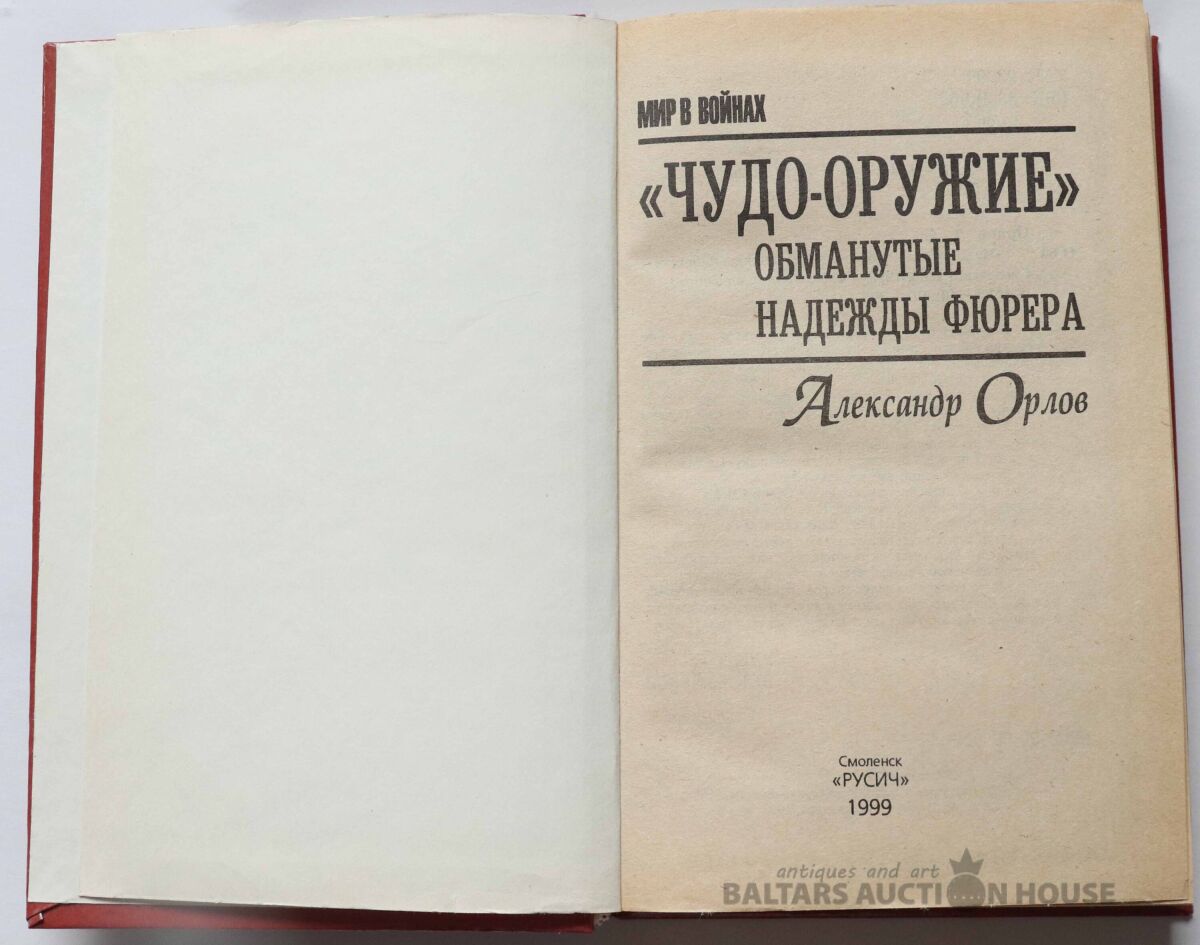 МИР В ВОЙНАХ
«ЧУДО-ОРУЖИЕ»
ОБМАНУТЫЕ
НАДЕЖДЫ ФЮРЕРА
Александр Орлов
Смоленск
«РУСИЧ»
1999
antiques and art
BALTARS AUCTION HOUSE